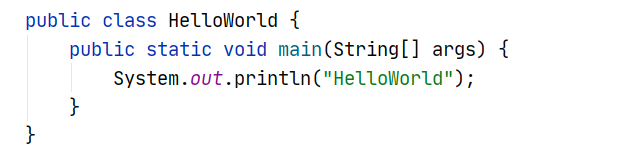 public class HelloWorld {
    public static void main(String[] args) {
        System.out.println("HelloWorld");
    }
}